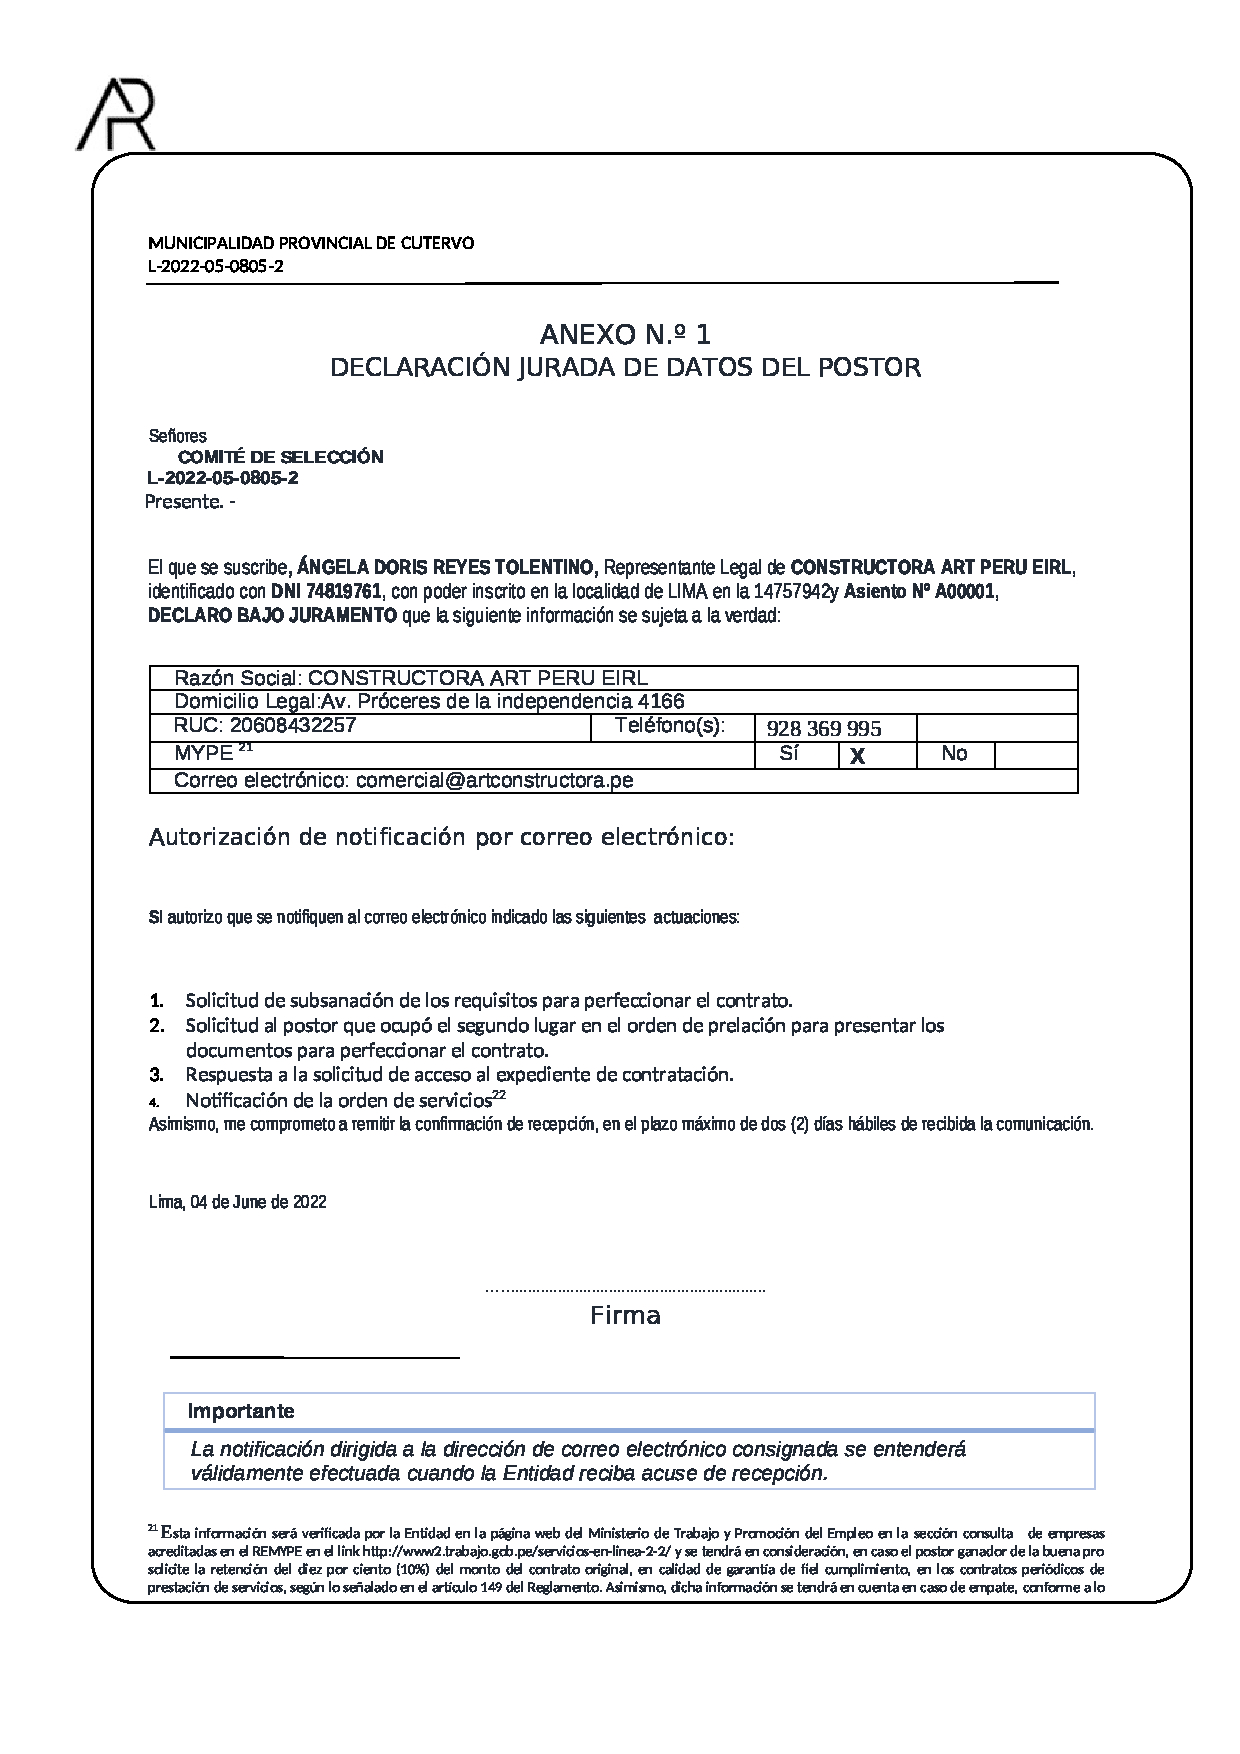 AR
MUNICIPALIDAD PROVINCIAL DE CUTERVO
L-2022-05-0805-2
ANEXO N.º 1
DECLARACIÓN JURADA DE DATOS DEL POSTOR
Señores
COMITÉ DE SELECCIÓN
L-2022-05-0805-2
Presente. -
El que se suscribe, ÁNGELA DORIS REYES TOLENTINO, Representante Legal de CONSTRUCTORA ART PERU EIRL,
identificado con DNI 74819761, con poder inscrito en la localidad de LIMA en la 14757942y Asiento Nº A00001,
DECLARO BAJO JURAMENTO que la siguiente información se sujeta a la verdad:
Razón Social: CONSTRUCTORA ART PERU EIRL
Domicilio Legal:Av. Próceres de la independencia 4166
RUC: 20608432257 Teléfono(s): 928 369 995
MYPE 21 Sí X No
Correo electrónico: comercial@artconstructora.pe
Autorización de notificación por correo electrónico:
SI autorizo que se notifiquen al correo electrónico indicado las siguientes actuaciones:
1. Solicitud de subsanación de los requisitos para perfeccionar el contrato.
2. Solicitud al postor que ocupó el segundo lugar en el orden de prelación para presentar los
documentos para perfeccionar el contrato.
3. Respuesta a la solicitud de acceso al expediente de contratación.
4. Notificación de la orden de servicios22
Asimismo, me comprometo a remitir la confirmación de recepción, en el plazo máximo de dos (2) días hábiles de recibida la comunicación.
Lima, 04 de June de 2022
................................................................
Firma
Importante
La notificación dirigida a la dirección de correo electrónico consignada se entenderá
válidamente efectuada cuando la Entidad reciba acuse de recepción.
21 Esta información será verificada por la Entidad en la página web del Ministerio de Trabajo y Promoción del Empleo en la sección consulta de empresas
acreditadas en el REMYPE en el link http://www2.trabajo.gob.pe/servicios-en-linea-2-2/ y se tendrá en consideración, en caso el postor ganador de la buena pro
solicite la retención del diez por ciento (10%) del monto del contrato original, en calidad de garantía de fiel cumplimiento, en los contratos periódicos de
prestación de servicios, según lo señalado en el artículo 149 del Reglamento. Asimismo, dicha información se tendrá en cuenta en caso de empate, conforme a lo